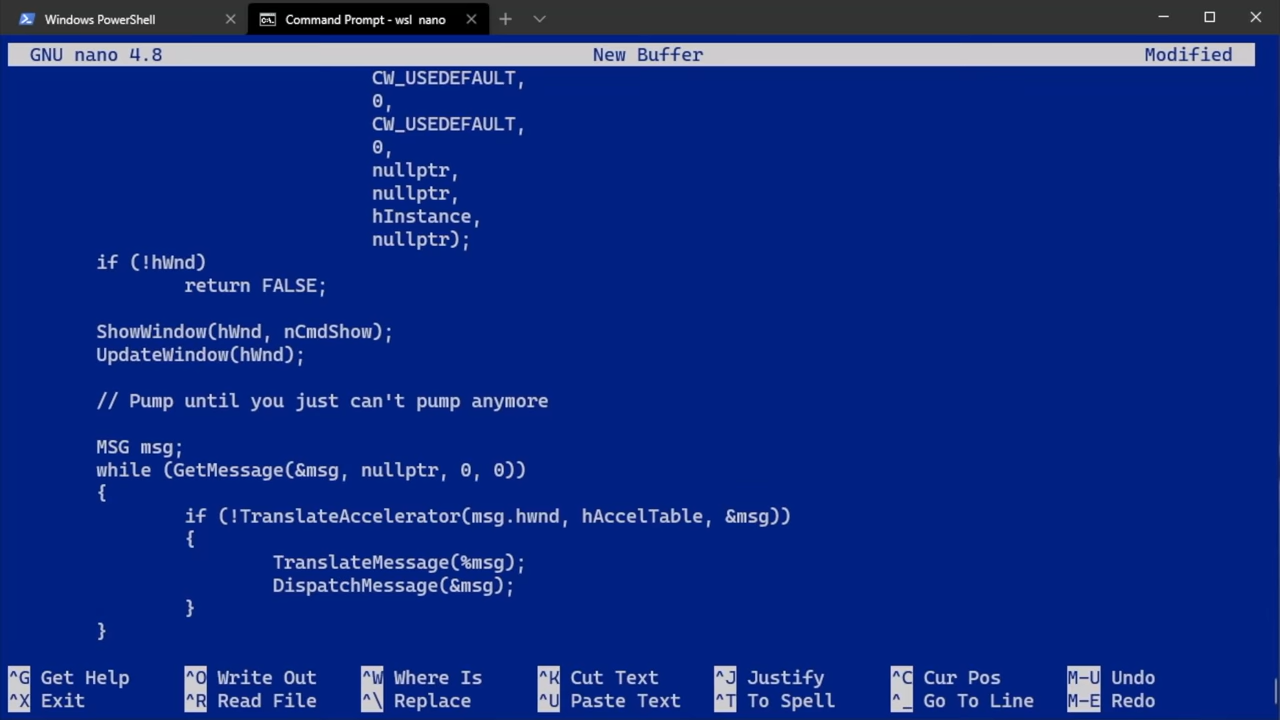 Windows PowerShell Command Prompt - wsl nano
GNU nano 4.8 New Buffer Modified
CW_USEDEFAULT,
0,
CW_USEDEFAULT,
0,
nullptr,
nullptr,
hInstance,
nullptr);
if (!hWnd)
return FALSE;
ShowWindow(hWnd, nCmdShow);
UpdateWindow(hWnd);
// Pump until you just can't pump anymore
MSG msg;
while (GetMessage(&msg, nullptr, 0, 0))
{
if (!TranslateAccelerator(msg.hwnd, hAccelTable, &msg))
{
TranslateMessage(%msg);
DispatchMessage(&msg);
}
}
^G Get Help ^O Write Out ^W Where Is ^K Cut Text ^J Justify ^C Cur Pos M-U Undo
^X Exit ^R Read File ^\ Replace ^U Paste Text ^T To Spell ^_ Go To Line M-E Redo